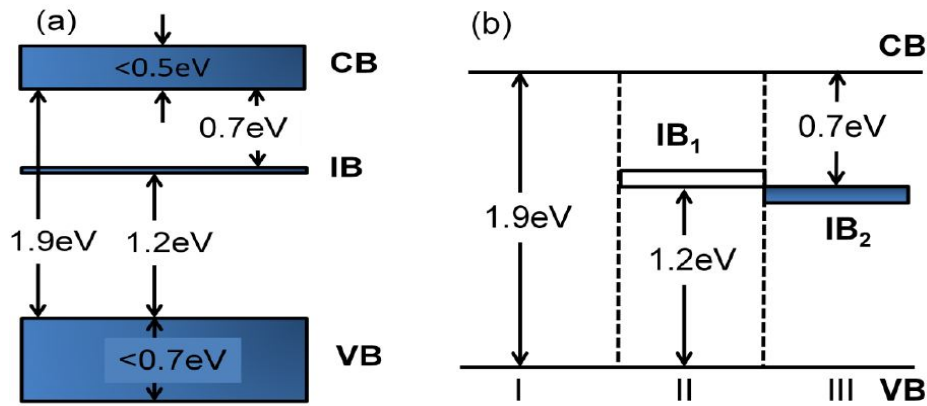 (a)
<0.5eV
CB
0.7eV
IB
1.9eV
1.2eV
<0.7eV
VB
(b)
CB
IB₁
0.7eV
1.9eV
IB₂
1.2eV
I
II
III
VB